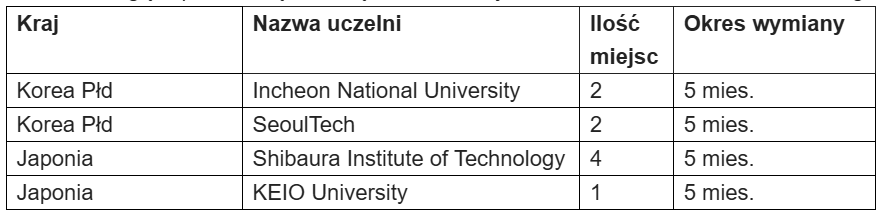 Kraj Nazwa uczelni Ilość miejsc Okres wymiany
Korea Płd Incheon National University 2 5 mies.
Korea Płd SeoulTech 2 5 mies.
Japonia Shibaura Institute of Technology 4 5 mies.
Japonia KEIO University 1 5 mies.